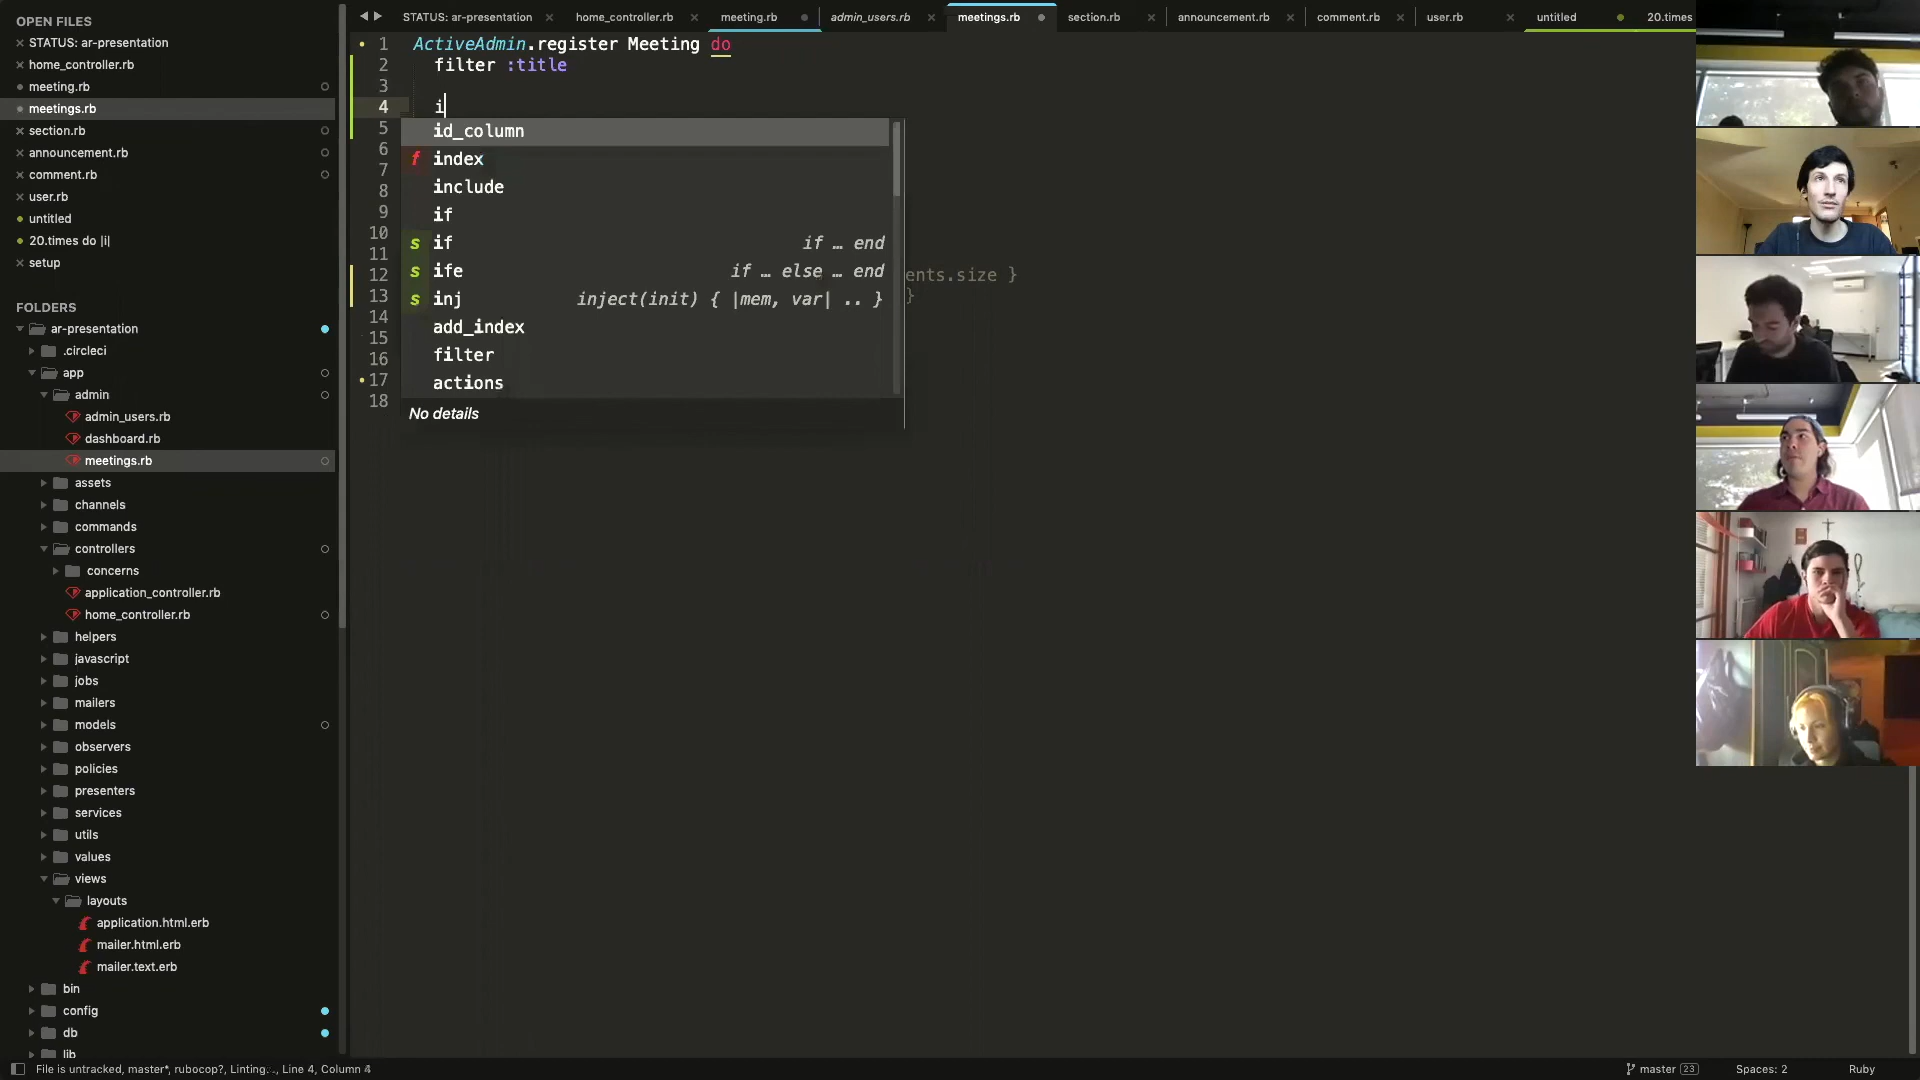 OPEN FILES
STATUS: ar-presentation
home_controller.rb
meeting.rb
meetings.rb
section.rb
announcement.rb
comment.rb
user.rb
untitled
20.times do |i|
setup
FOLDERS
ar-presentation
.circleci
app
admin
admin_users.rb
dashboard.rb
meetings.rb
assets
channels
commands
controllers
concerns
application_controller.rb
home_controller.rb
helpers
javascript
jobs
mailers
models
observers
policies
presenters
services
utils
values
views
layouts
application.html.erb
mailer.html.erb
mailer.text.erb
bin
config
db
lib
STATUS: ar-presentation home_controller.rb meeting.rb admin_users.rb meetings.rb section.rb announcement.rb comment.rb user.rb untitled 20.times
1 ActiveAdmin.register Meeting do
2 filter :title
3
4 i
5
6
7
8
9
10
11
12 ents.size }
13 }
14
15
16
17
18
id_column
f index
include
if
s if if … end
s ife if … else … end
s inj inject(init) { |mem, var| .. }
add_index
filter
actions
No details
File is untracked, master*, rubocop?, Linting.., Line 4, Column 4
master 23 Spaces: 2 Ruby